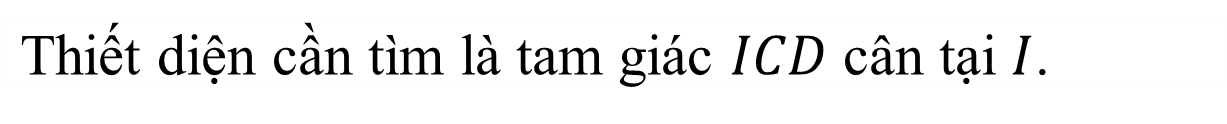 Thiết diện cần tìm là tam giác ICD cân tại I.